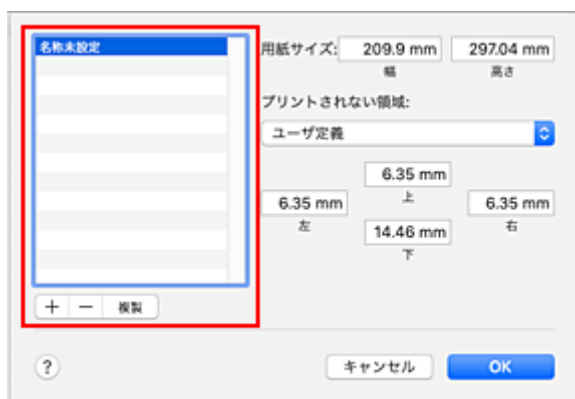 名称未設定
用紙サイズ: 209.9 mm 297.04 mm
幅 高さ
プリントされない領域:
ユーザ定義
6.35 mm
上
6.35 mm 6.35 mm
左 右
14.46 mm
下
+ − 複製
? キャンセル OK